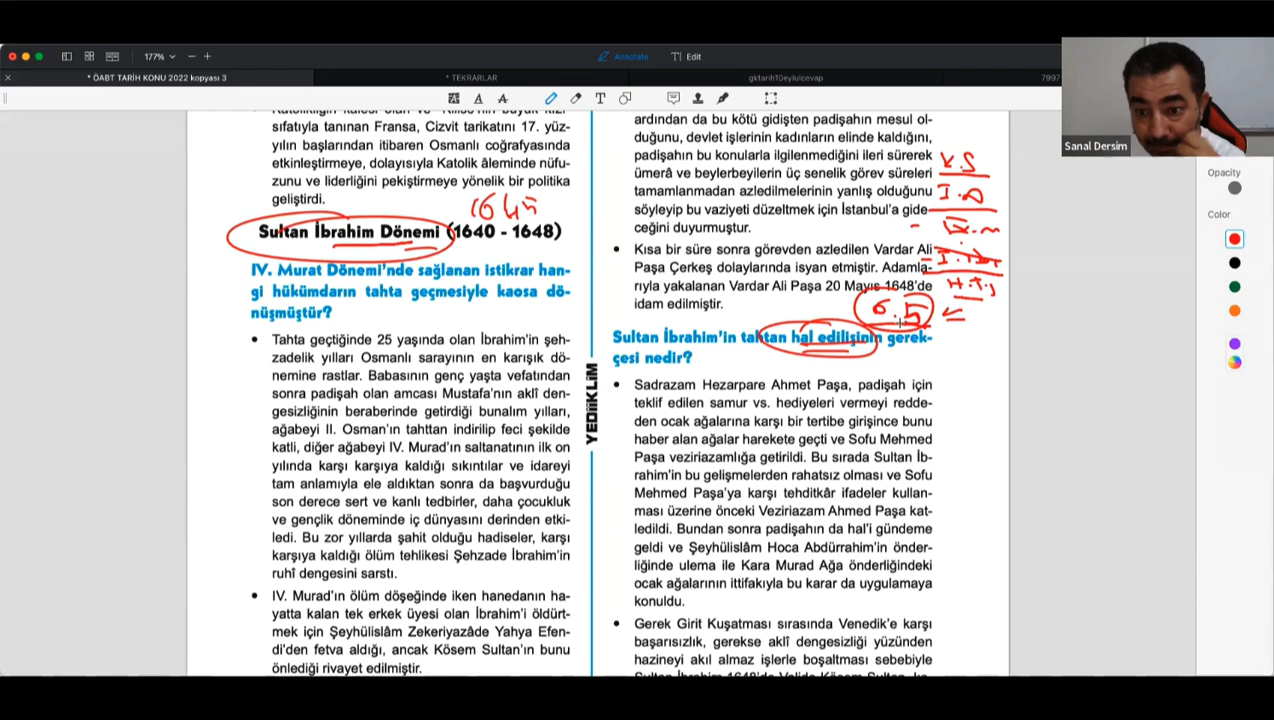 177%
Annotate
Edit
* ÖABT TARİH KONU 2022 kopyası 3
* TEKRARLAR
gktarih10eylulcevap
7997
Sanal Dersim
Opacity
Color
sıfatıyla tanınan Fransa, Cizvit tarikatını 17. yüz-
yılın başlarından itibaren Osmanlı coğrafyasında
etkinleştirmeye, dolayısıyla Katolik âleminde nüfu-
zunu ve liderliğini pekiştirmeye yönelik bir politika
geliştirdi.
1645
Sultan İbrahim Dönemi (1640 - 1648)
IV. Murat Dönemi’nde sağlanan istikrar han-
gi hükümdarın tahta geçmesiyle kaosa dö-
nüşmüştür?
• Tahta geçtiğinde 25 yaşında olan İbrahim’in şeh-
zadelik yılları Osmanlı sarayının en karışık dö-
nemine rastlar. Babasının genç yaşta vefatından
sonra padişah olan amcası Mustafa’nın aklî den-
gesizliğinin beraberinde getirdiği bunalım yılları,
ağabeyi II. Osman’ın tahttan indirilip feci şekilde
katli, diğer ağabeyi IV. Murad’ın saltanatının ilk on
yılında karşı karşıya kaldığı sıkıntılar ve idareyi
tam anlamıyla ele aldıktan sonra da başvurduğu
son derece sert ve kanlı tedbirler, daha çocukluk
ve gençlik döneminde iç dünyasını derinden etki-
ledi. Bu zor yıllarda şahit olduğu hadiseler, karşı
karşıya kaldığı ölüm tehlikesi Şehzade İbrahim’in
ruhî dengesini sarstı.
• IV. Murad’ın ölüm döşeğinde iken hanedanın ha-
yatta kalan tek erkek üyesi olan İbrahim’i öldürt-
mek için Şeyhülislâm Zekeriyazâde Yahya Efen-
di’den fetva aldığı, ancak Kösem Sultan’ın bunu
önlediği rivayet edilmiştir.
YEDİİKLİM
ardından da bu kötü gidişten padişahın mesul ol-
duğunu, devlet işlerinin kadınların elinde kaldığını,
padişahın bu konularla ilgilenmediğini ileri sürerek
ümerâ ve beylerbeyilerin üç senelik görev süreleri
tamamlanmadan azledilmelerinin yanlış olduğunu
söyleyip bu vaziyeti düzeltmek için İstanbul’a gide-
ceğini duyurmuştur.
• Kısa bir süre sonra görevden azledilen Vardar Ali
Paşa Çerkeş dolaylarında isyan etmiştir. Adamla-
rıyla yakalanan Vardar Ali Paşa 20 Mayıs 1648’de
idam edilmiştir.
K.S
H.T.S
6.5
Sultan İbrahim’in tahtan hal edilişinin gerek-
çesi nedir?
• Sadrazam Hezarpare Ahmet Paşa, padişah için
teklif edilen samur vs. hediyeleri vermeyi redde-
den ocak ağalarına karşı bir tertibe girişince bunu
haber alan ağalar harekete geçti ve Sofu Mehmed
Paşa veziriazamlığa getirildi. Bu sırada Sultan İb-
rahim’in bu gelişmelerden rahatsız olması ve Sofu
Mehmed Paşa’ya karşı tehditkâr ifadeler kullan-
ması üzerine önceki Veziriazam Ahmed Paşa kat-
ledildi. Bundan sonra padişahın da hal’i gündeme
geldi ve Şeyhülislâm Hoca Abdürrahim’in önder-
liğinde ulema ile Kara Murad Ağa önderliğindeki
ocak ağalarının ittifakıyla bu karar da uygulamaya
konuldu.
• Gerek Girit Kuşatması sırasında Venedik’e karşı
başarısızlık, gerekse aklî dengesizliği yüzünden
hazineyi akıl almaz işlerle boşaltması sebebiyle